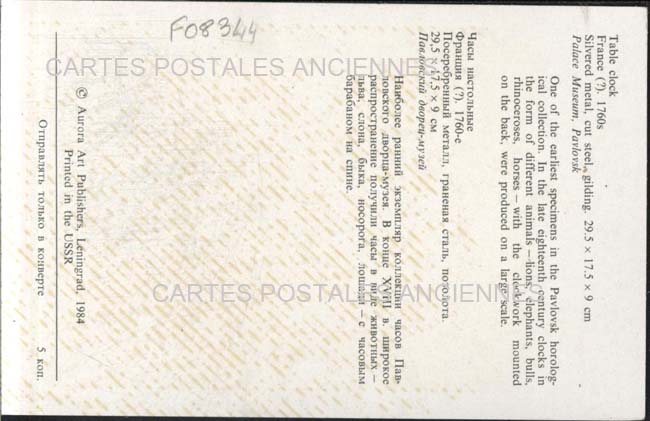 F08344
Table clock
France (?). 1760s
Silvered metal, cut steel, gilding. 29.5 × 17.5 × 9 cm
Palace Museum, Pavlovsk
One of the earliest specimens in the Pavlovsk horolog-
ical collection. In the late eighteenth century clocks in
the form of different animals — lions, elephants, bulls,
rhinoceroses, horses — with the clockwork mounted
on the back, were produced on a large scale.
Часы настольные
Франция (?). 1760-е
Посеребренный металл, граненая сталь, позолота.
29,5 × 17,5 × 9 см
Павловский дворец-музей
Наиболее ранний экземпляр коллекции часов Пав-
ловского дворца-музея. В конце XVIII в. широкое
распространение получили часы в виде животных —
льва, слона, быка, носорога, лошади — с часовым
барабаном на спине.
© Aurora Art Publishers, Leningrad, 1984
Printed in the USSR
Отправлять только в конверте 5 коп.
CARTES POSTALES ANCIENNES
CARTES POSTALES ANCIENNES